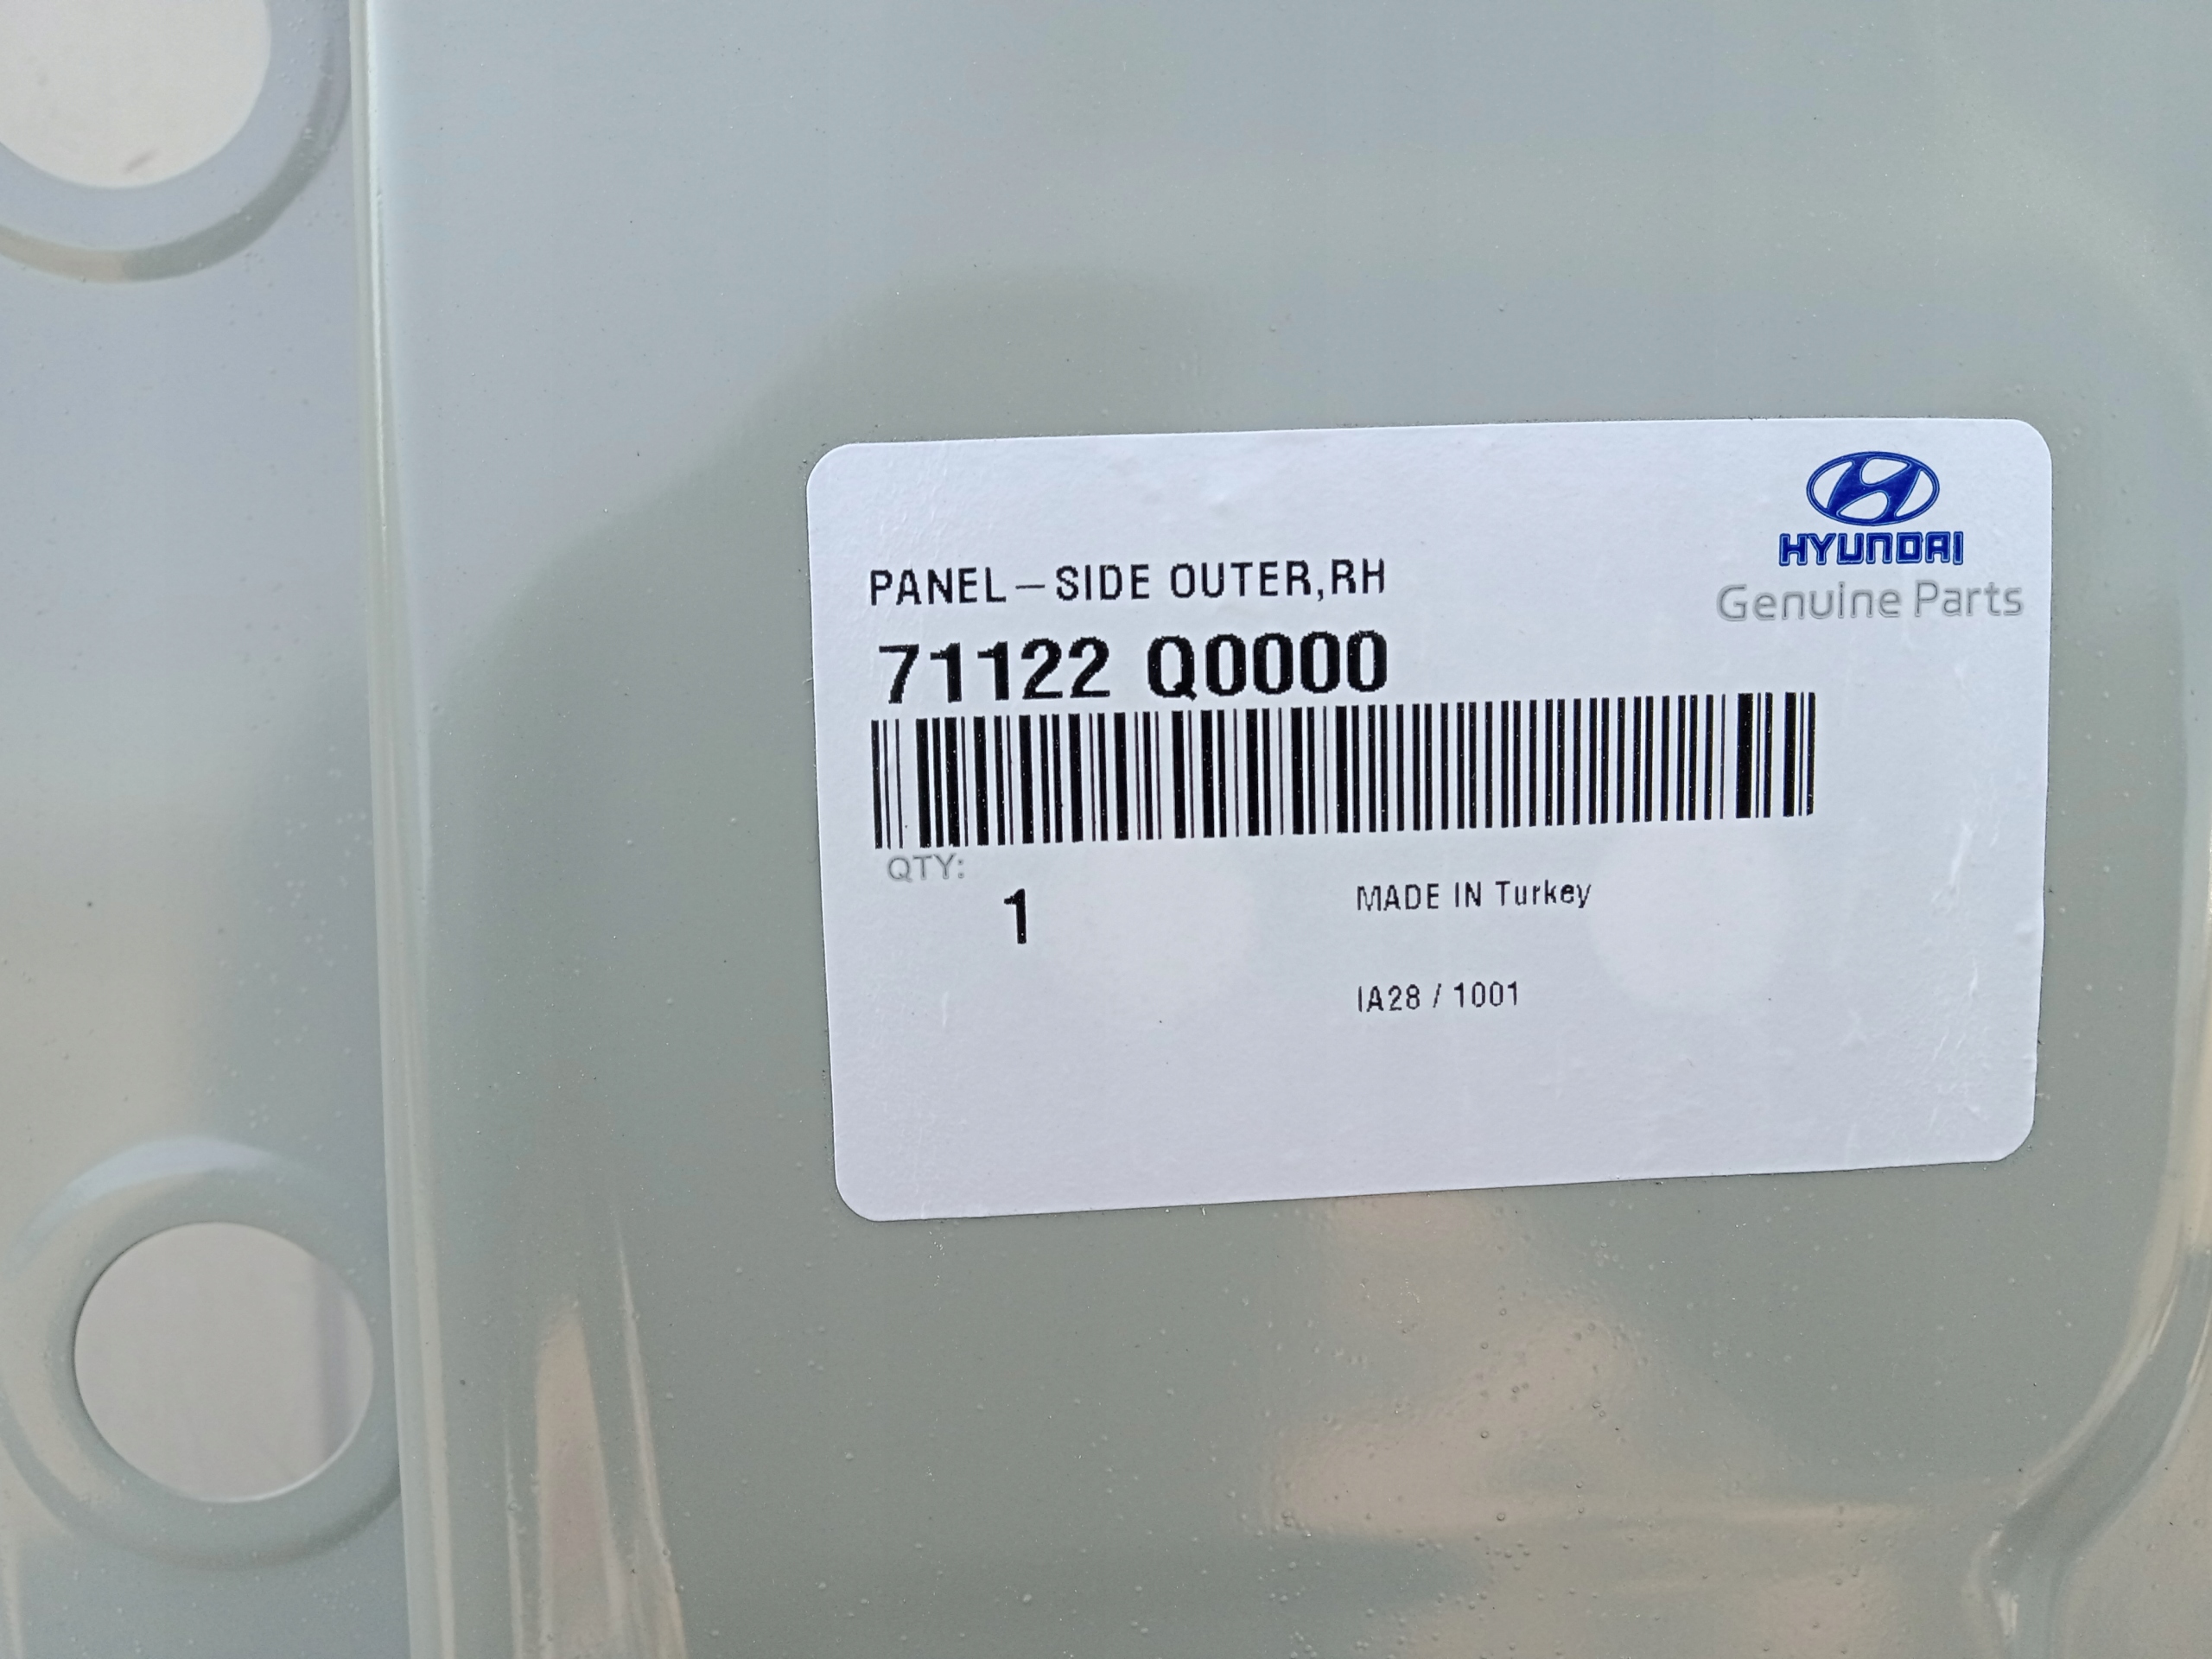 HYUNDAI
Genuine Parts
PANEL-SIDE OUTER,RH
71122 Q0000
QTY:
1
MADE IN Turkey
IA28 / 1001